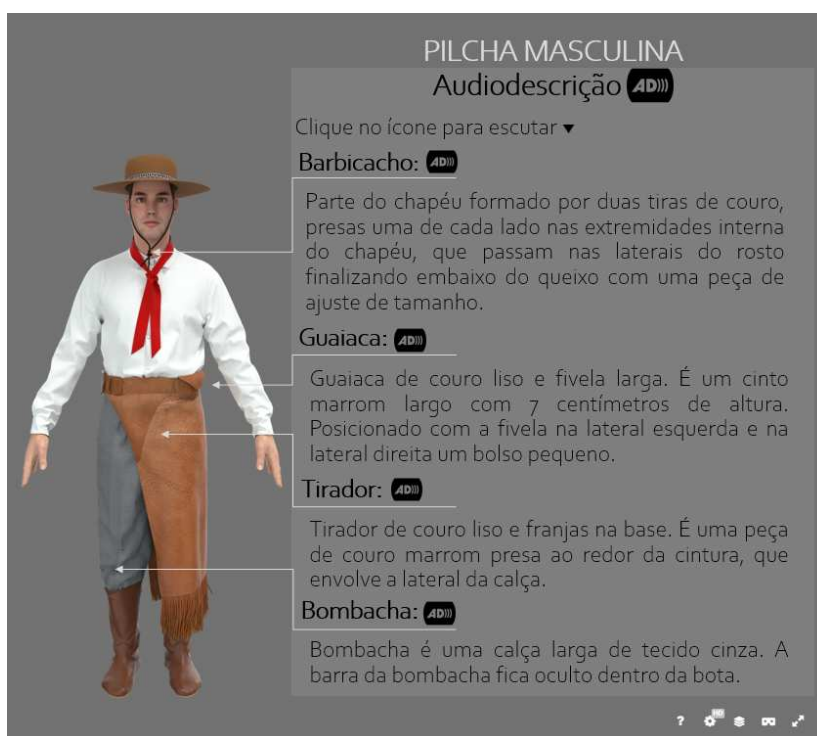 PILCHA MASCULINA
Audiodescrição AD)))
Clique no ícone para escutar ▾
Barbicacho: AD)))
Parte do chapéu formado por duas tiras de couro,
presas uma de cada lado nas extremidades interna
do chapéu, que passam nas laterais do rosto
finalizando embaixo do queixo com uma peça de
ajuste de tamanho.
Guaiaca: AD)))
Guaiaca de couro liso e fivela larga. É um cinto
marrom largo com 7 centímetros de altura.
Posicionado com a fivela na lateral esquerda e na
lateral direita um bolso pequeno.
Tirador: AD)))
Tirador de couro liso e franjas na base. É uma peça
de couro marrom presa ao redor da cintura, que
envolve a lateral da calça.
Bombacha: AD)))
Bombacha é uma calça larga de tecido cinza. A
barra da bombacha fica oculto dentro da bota.
? HD